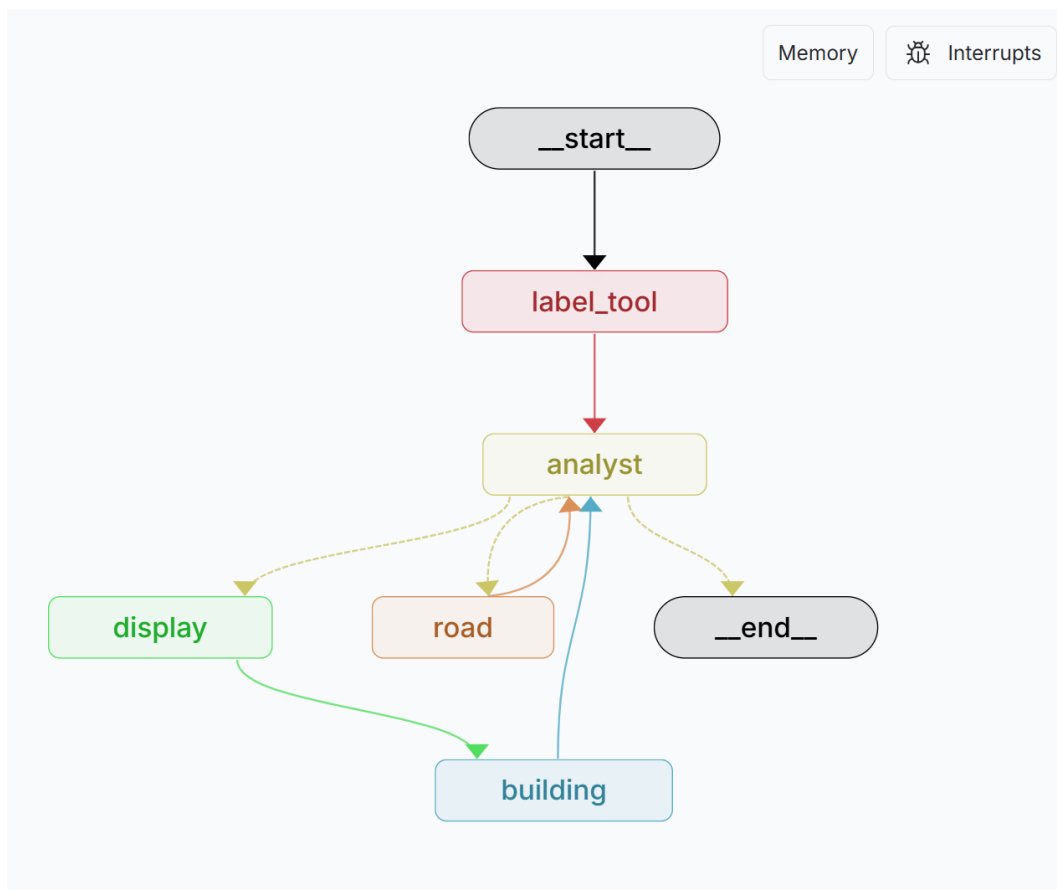 Memory
Interrupts
__start__
label_tool
analyst
display
road
__end__
building